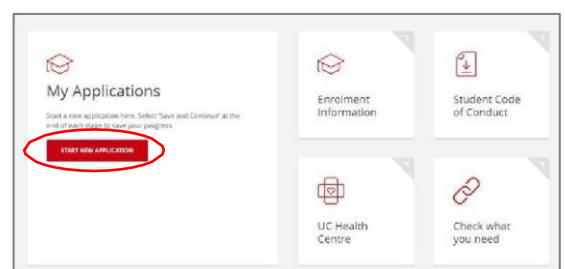 My Applications
Start a new application here. Select 'Save and Continue' at the
end of each stage to save your progress
START NEW APPLICATION
Enrolment
Information
Student Code
of Conduct
UC Health
Centre
Check what
you need